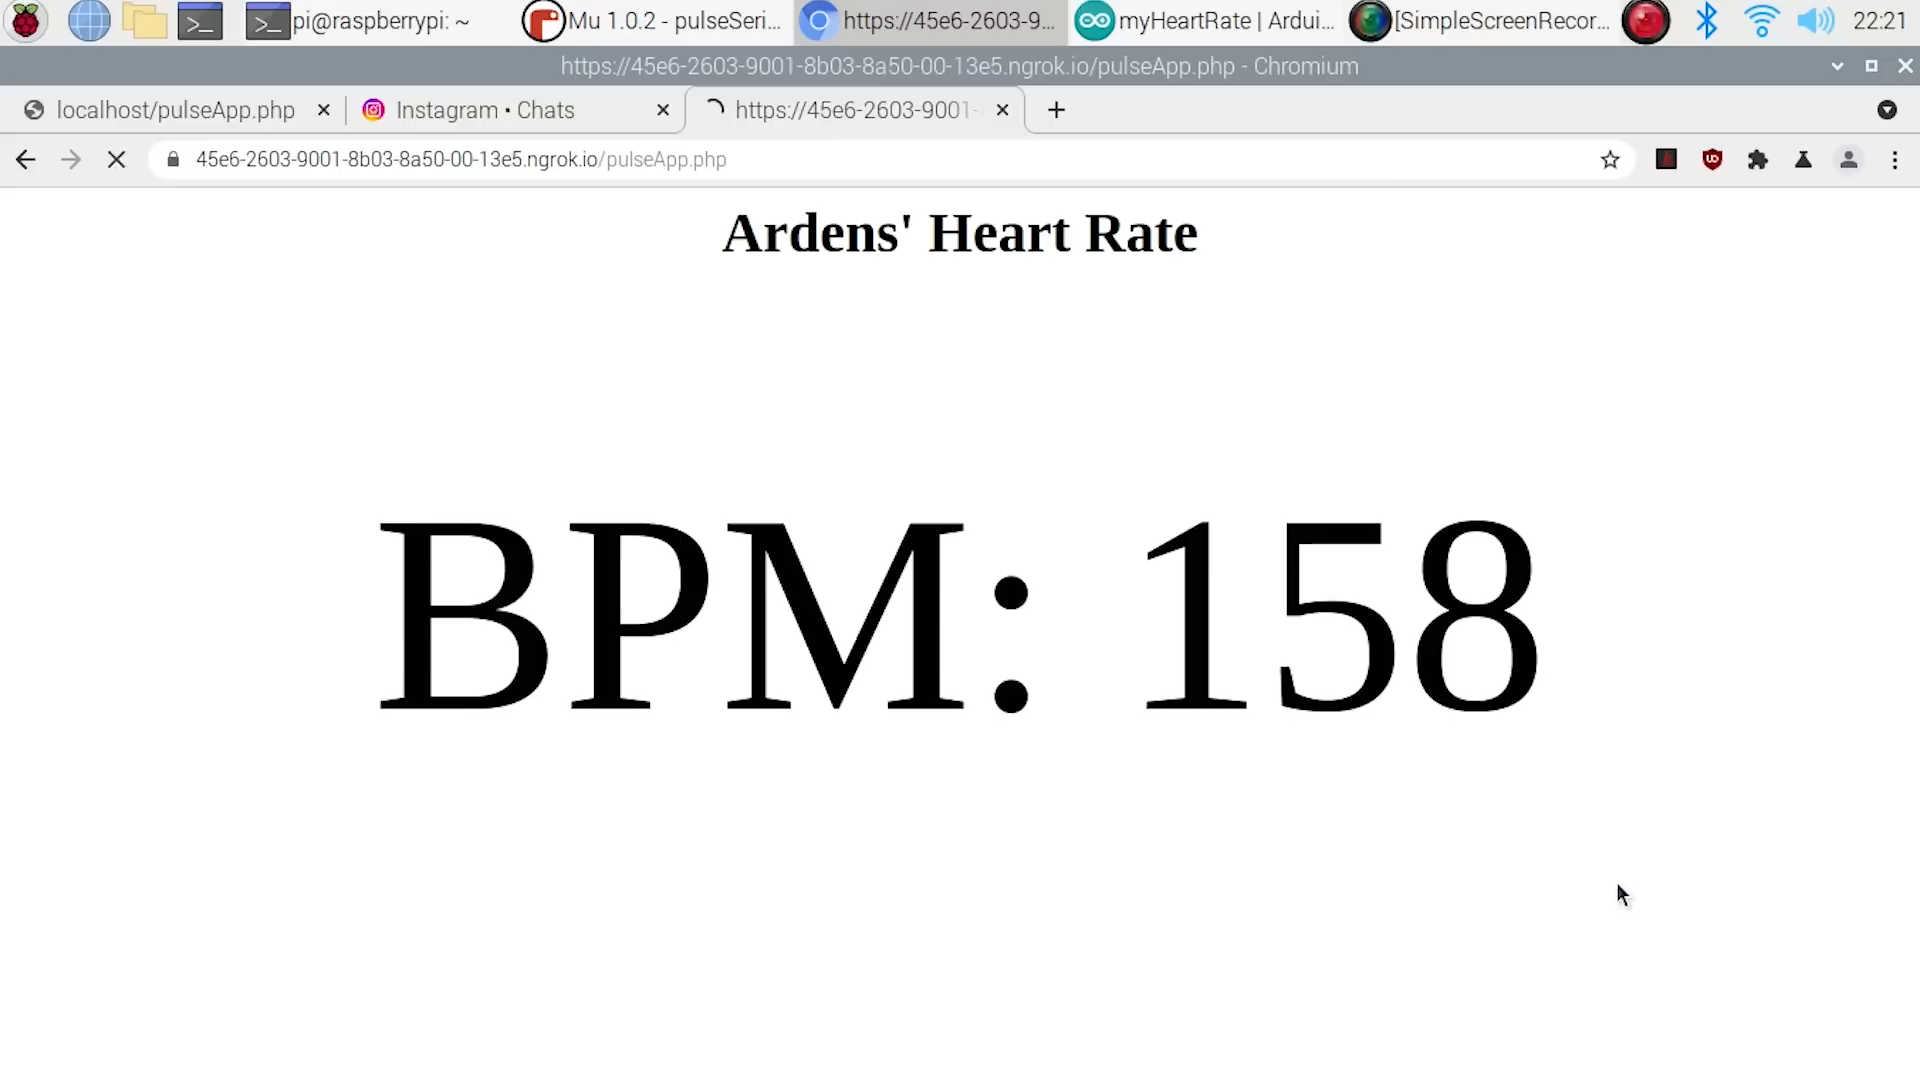 pi@raspberrypi: ~
Mu 1.0.2 - pulseSeri...
https://45e6-2603-9...
myHeartRate | Ardui...
[SimpleScreenRecor...
22:21
https://45e6-2603-9001-8b03-8a50-00-13e5.ngrok.io/pulseApp.php - Chromium
localhost/pulseApp.php
Instagram • Chats
https://45e6-2603-9001-
45e6-2603-9001-8b03-8a50-00-13e5.ngrok.io/pulseApp.php
Ardens' Heart Rate
BPM: 158